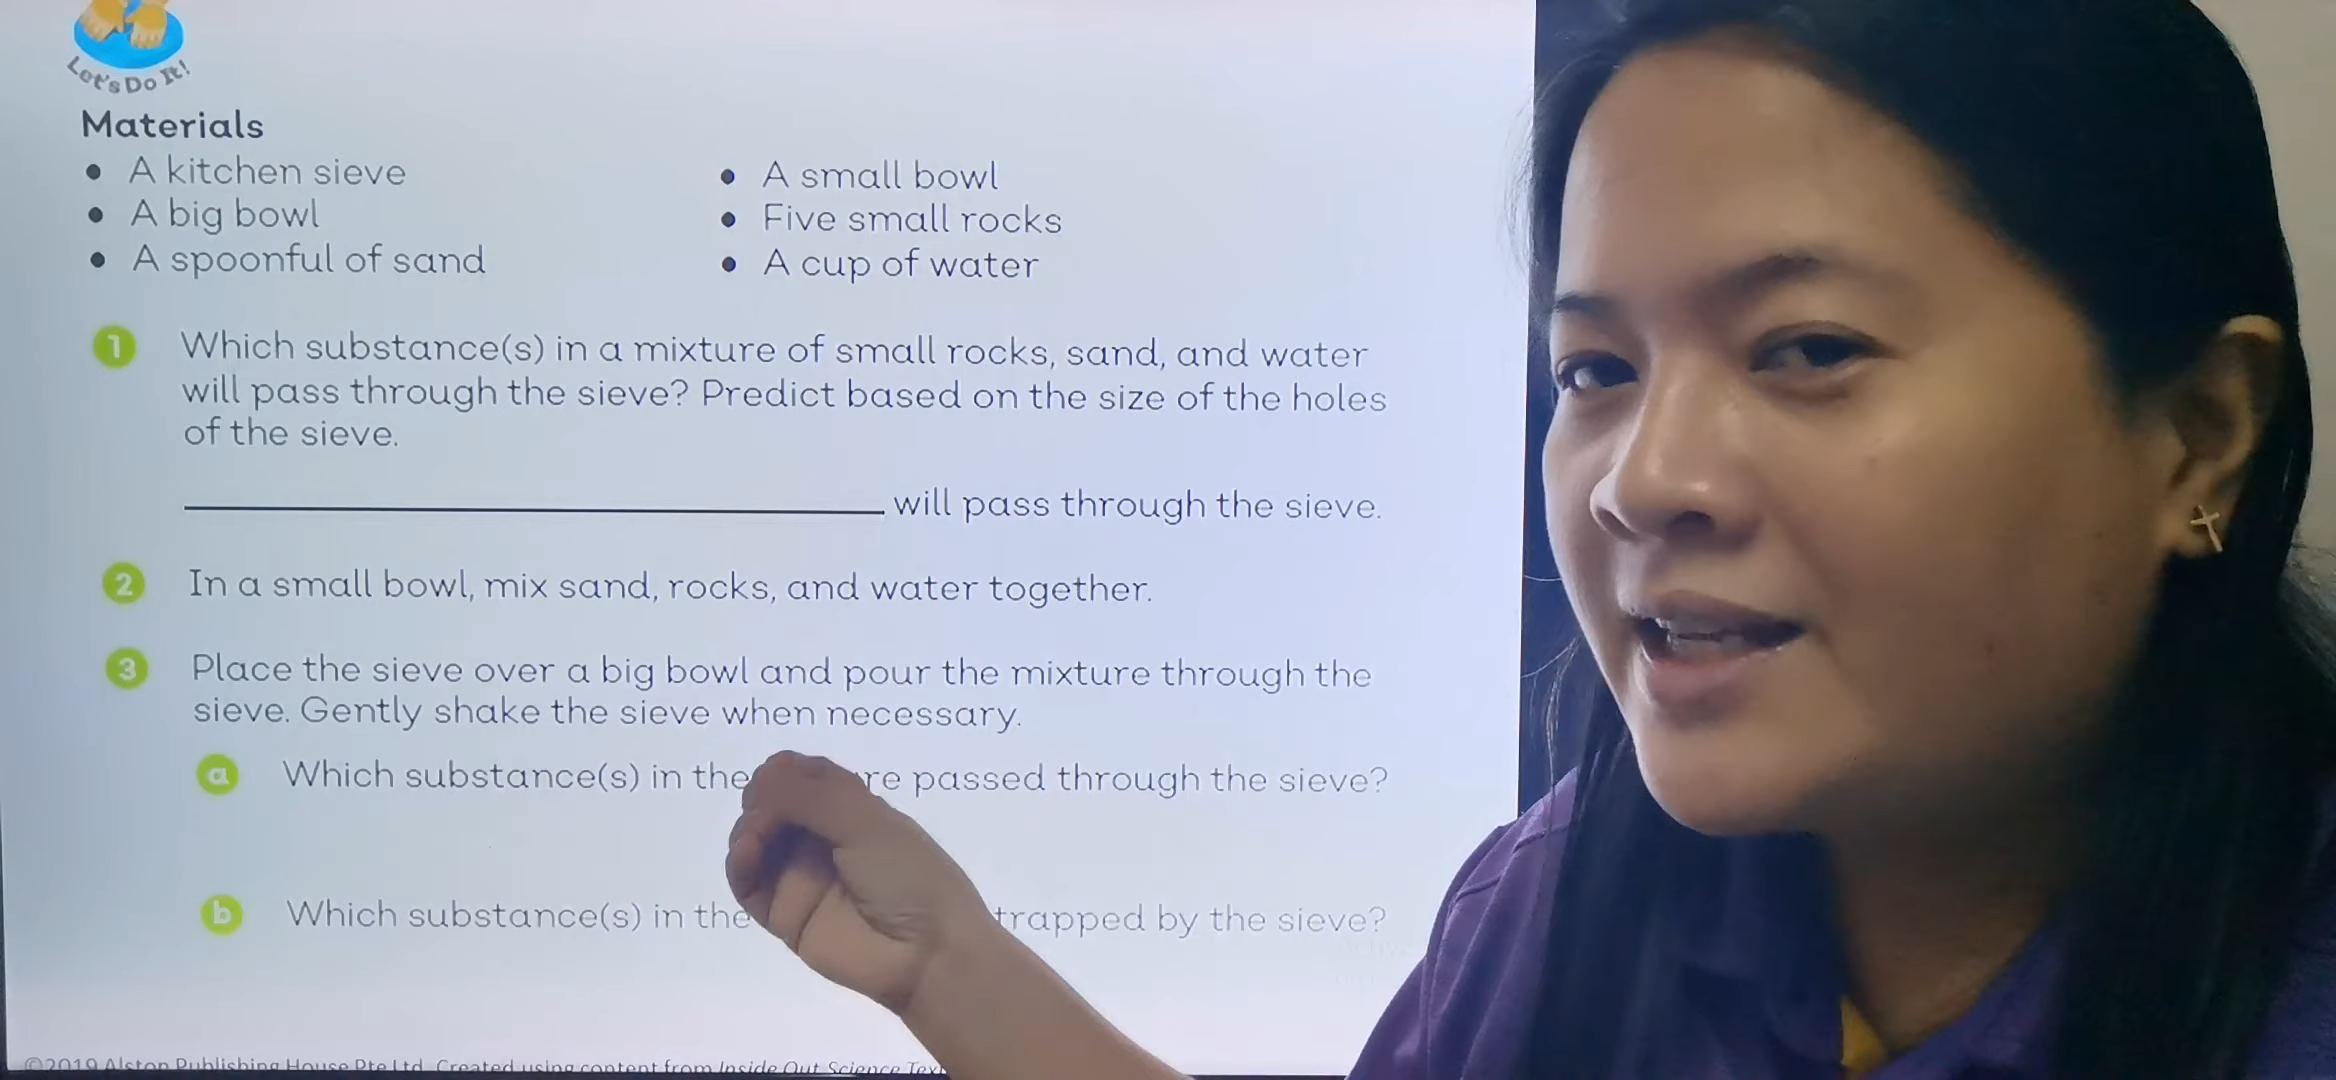 Let's Do It!
Materials
• A kitchen sieve
• A big bowl
• A spoonful of sand
• A small bowl
• Five small rocks
• A cup of water
1 Which substance(s) in a mixture of small rocks, sand, and water
will pass through the sieve? Predict based on the size of the holes
of the sieve.
will pass through the sieve.
2 In a small bowl, mix sand, rocks, and water together.
3 Place the sieve over a big bowl and pour the mixture through the
sieve. Gently shake the sieve when necessary.
a Which substance(s) in the re passed through the sieve?
b Which substance(s) in the trapped by the sieve?
©2019 Alston Publishing House Pte Ltd. Created using content from Inside Out Science